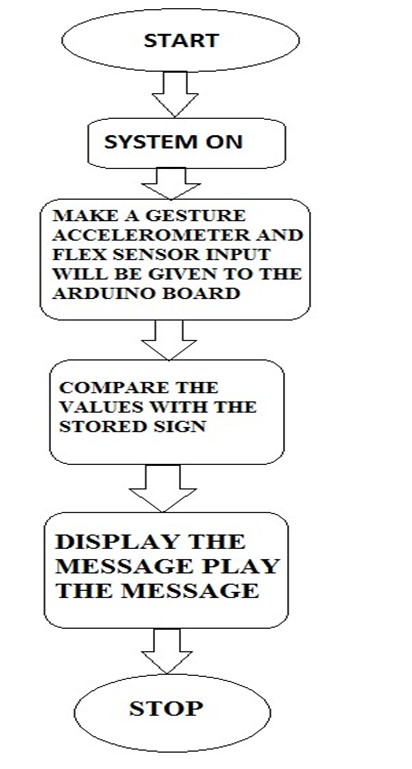 START
SYSTEM ON
MAKE A GESTURE
ACCELEROMETER AND
FLEX SENSOR INPUT
WILL BE GIVEN TO THE
ARDUINO BOARD
COMPARE THE
VALUES WITH THE
STORED SIGN
DISPLAY THE
MESSAGE PLAY
THE MESSAGE
STOP